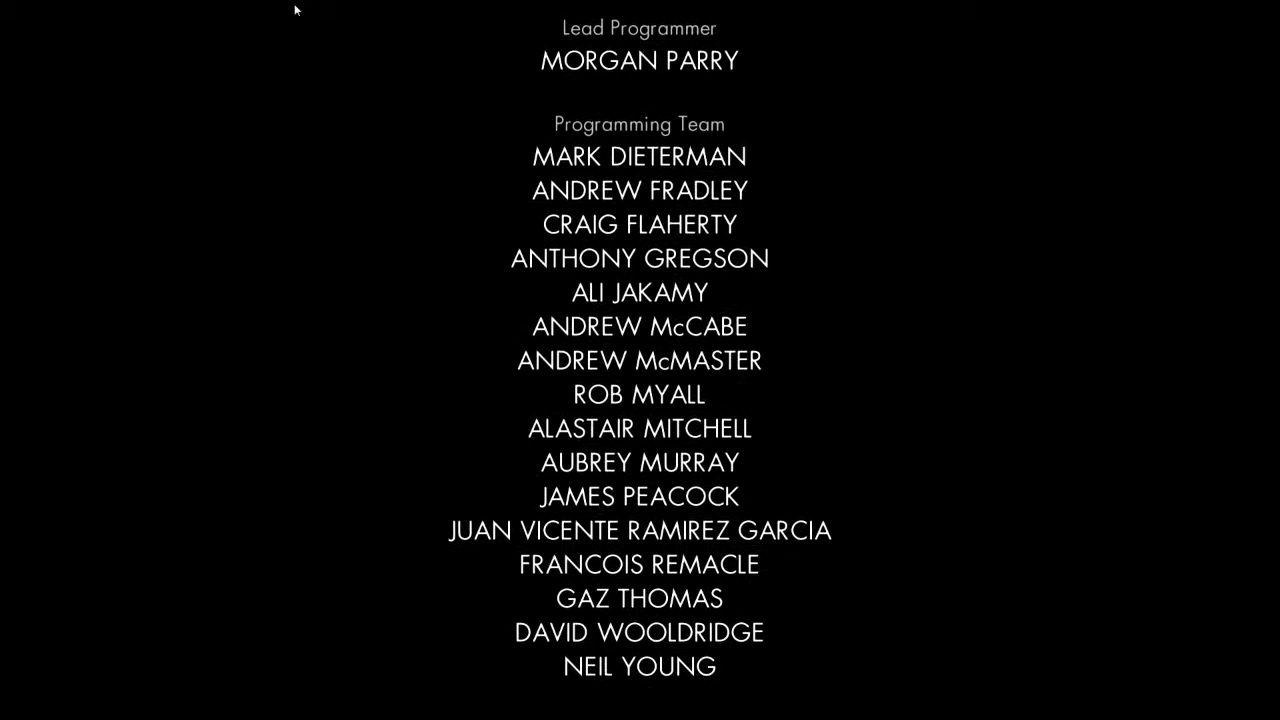 Lead Programmer
MORGAN PARRY
Programming Team
MARK DIETERMAN
ANDREW FRADLEY
CRAIG FLAHERTY
ANTHONY GREGSON
ALI JAKAMY
ANDREW McCABE
ANDREW McMASTER
ROB MYALL
ALASTAIR MITCHELL
AUBREY MURRAY
JAMES PEACOCK
JUAN VICENTE RAMIREZ GARCIA
FRANCOIS REMACLE
GAZ THOMAS
DAVID WOOLDRIDGE
NEIL YOUNG